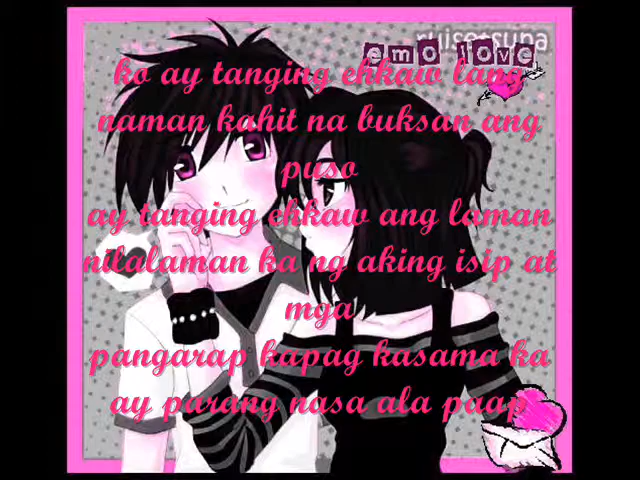 ruisetsuna
emo love
ko ay tanging ehkaw lang
naman kahit na buksan ang
puso
ay tanging ehkaw ang laman
nilalaman ka ng aking isip at
mga
pangarap kapag kasama ka
ay parang nasa ala paap